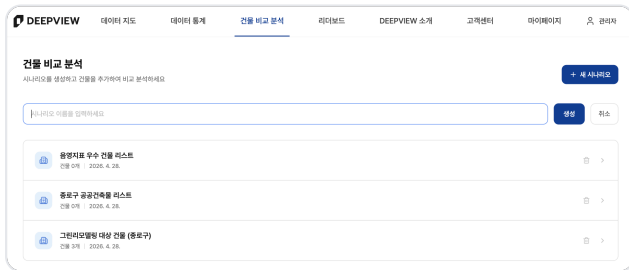 DEEPVIEW 데이터 지도 데이터 통계 건물 비교 분석 리더보드 DEEPVIEW 소개 고객센터 마이페이지 관리자
건물 비교 분석
시나리오를 생성하고 건물을 추가하여 비교 분석하세요
+ 새 시나리오
시나리오 이름을 입력하세요 생성 취소
음영지표 우수 건물 리스트
건물 0개 | 2026. 4. 28.
종로구 공공건축물 리스트
건물 0개 | 2026. 4. 28.
그린리모델링 대상 건물 (종로구)
건물 3개 | 2026. 4. 28.